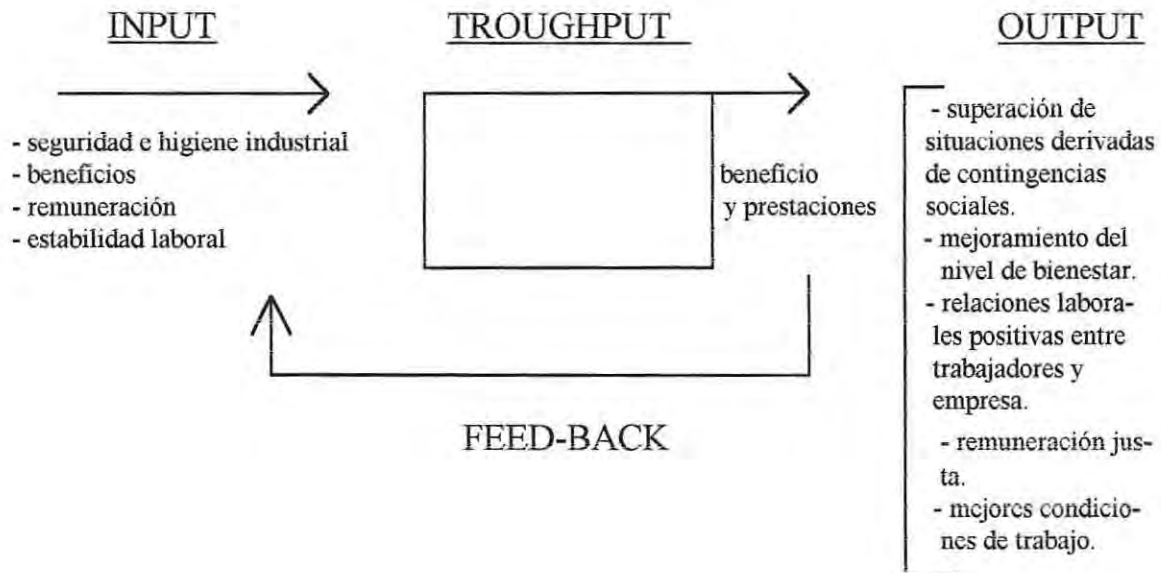 INPUT
TROUGHPUT
OUTPUT
- seguridad e higiene industrial
- beneficios
- remuneración
- estabilidad laboral
beneficio
y prestaciones
- superación de
situaciones derivadas
de contingencias
sociales.
- mejoramiento del
nivel de bienestar.
- relaciones labora-
les positivas entre
trabajadores y
empresa.
- remuneración jus-
ta.
- mejores condicio-
nes de trabajo.
FEED-BACK